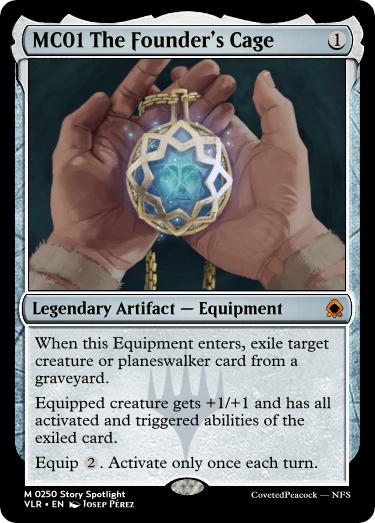 MC01 The Founder's Cage 1
Legendary Artifact — Equipment
When this Equipment enters, exile target
creature or planeswalker card from a
graveyard.
Equipped creature gets +1/+1 and has all
activated and triggered abilities of the
exiled card.
Equip 2. Activate only once each turn.
M 0250 Story Spotlight
CovetedPeacock — NFS
VLR • EN Josep Perez